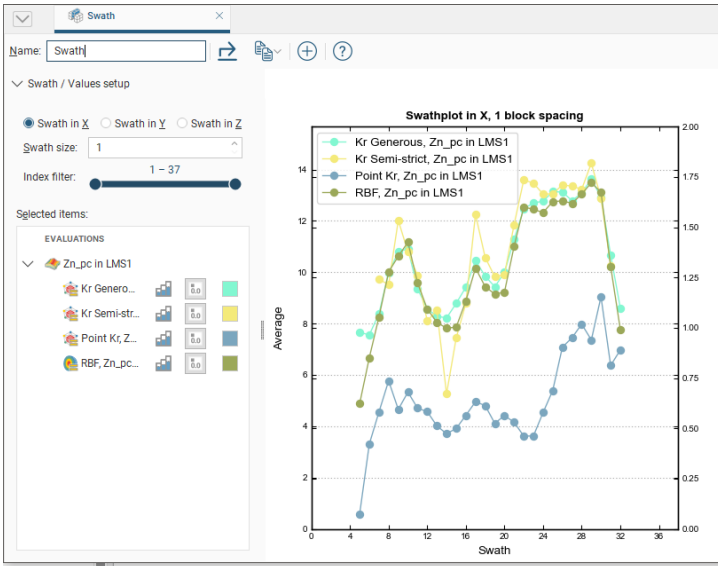 Swath
Name: Swath
Swath / Values setup
Swath in X Swath in Y Swath in Z
Swath size: 1
Index filter: 1 – 37
Selected items:
EVALUATIONS
Zn_pc in LMS1
Kr Genero... 0.0
Kr Semi-str... 0.0
Point Kr, Z... 0.0
RBF, Zn_pc... 0.0
Swathplot in X, 1 block spacing
Kr Generous, Zn_pc in LMS1
Kr Semi-strict, Zn_pc in LMS1
Point Kr, Zn_pc in LMS1
RBF, Zn_pc in LMS1
Average
14
12
10
8
6
4
2
0
2.00
1.75
1.50
1.25
1.00
0.75
0.50
0.25
0.00
0 4 8 12 16 20 24 28 32 36
Swath